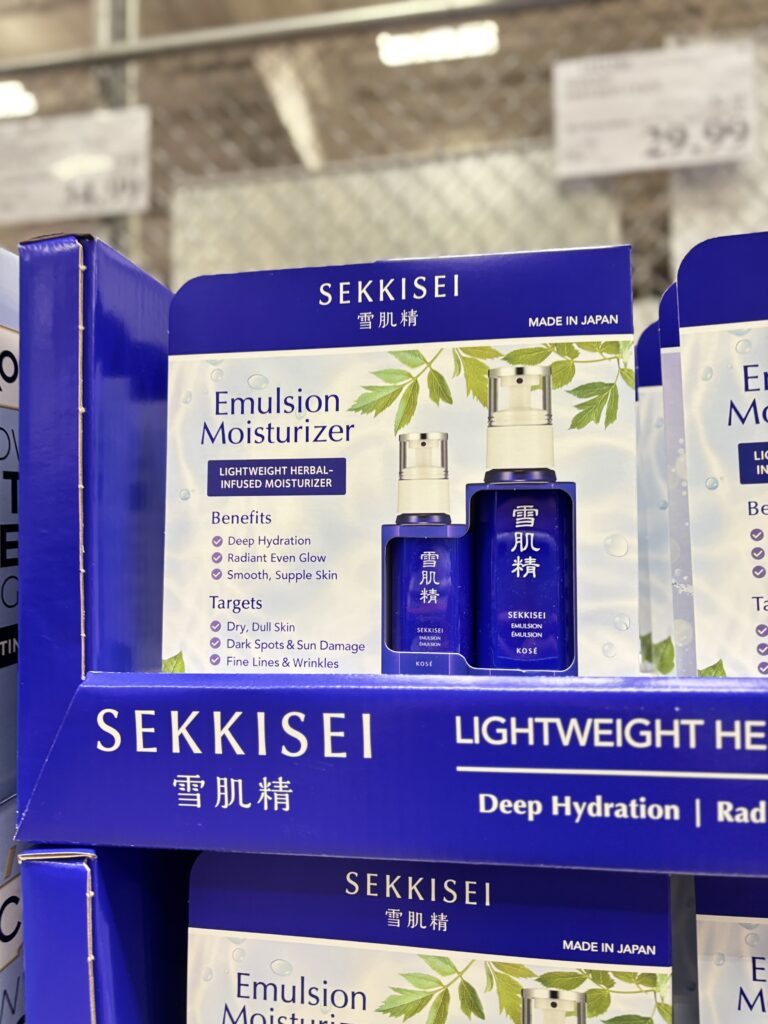 29.99
SEKKISEI
雪肌精
MADE IN JAPAN
Emulsion
Moisturizer
LIGHTWEIGHT HERBAL-
INFUSED MOISTURIZER
Benefits
Deep Hydration
Radiant Even Glow
Smooth, Supple Skin
Targets
Dry, Dull Skin
Dark Spots & Sun Damage
Fine Lines & Wrinkles
雪肌精
SEKKISEI
EMULSION
ÉMULSION
KOSÉ
雪肌精
SEKKISEI
EMULSION
ÉMULSION
KOSÉ
SEKKISEI
雪肌精
LIGHTWEIGHT HE
Deep Hydration | Rad
SEKKISEI
雪肌精
MADE IN JAPAN
Emulsion
Moisturizer